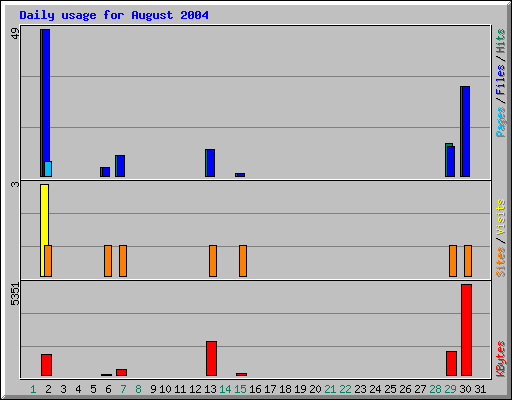 Daily usage for August 2004
49
Pages / Files / Hits
3
Sites / Visits
5351
KBytes
1 2 3 4 5 6 7 8 9 10 11 12 13 14 15 16 17 18 19 20 21 22 23 24 25 26 27 28 29 30 31